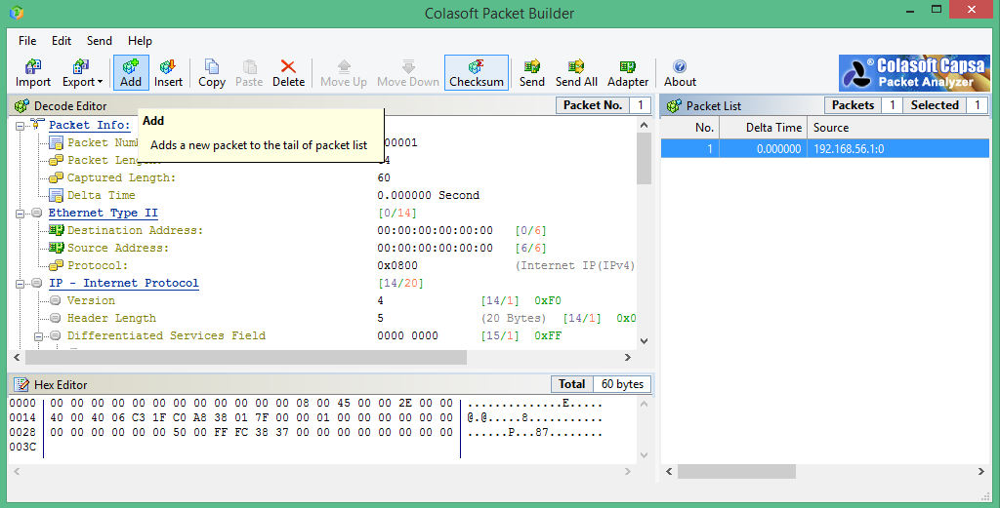 Colasoft Packet Builder
File Edit Send Help
Import Export Add Insert Copy Paste Delete Move Up Move Down Checksum Send Send All Adapter About
Colasoft Capsa
Packet Analyzer
Decode Editor Packet No. 1
Packet Info:
Add
Adds a new packet to the tail of packet list
Packet Num 00001
Packet Leng 4
Captured Length: 60
Delta Time 0.000000 Second
Ethernet Type II [0/14]
Destination Address: 00:00:00:00:00:00 [0/6]
Source Address: 00:00:00:00:00:00 [6/6]
Protocol: 0x0800 (Internet IP(IPv4)
IP - Internet Protocol [14/20]
Version 4 [14/1] 0xF0
Header Length 5 (20 Bytes) [14/1] 0x0
Differentiated Services Field 0000 0000 [15/1] 0xFF
Hex Editor Total 60 bytes
0000 00 00 00 00 00 00 00 00 00 00 00 00 08 00 45 00 00 2E 00 00 ..............E.....
0014 40 00 40 06 C3 1F C0 A8 38 01 7F 00 00 01 00 00 00 00 00 00 @.@.....8...........
0028 00 00 00 00 00 00 50 00 FF FC 38 37 00 00 00 00 00 00 00 00 ......P...87........
003C
Packet List Packets 1 Selected 1
No. Delta Time Source
1 0.000000 192.168.56.1:0